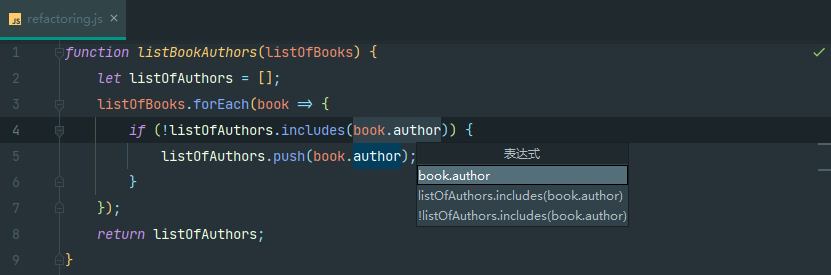 JS refactoring.js ×
1 function listBookAuthors(listOfBooks) {
2 let listOfAuthors = [];
3 listOfBooks.forEach(book => {
4 if (!listOfAuthors.includes(book.author)) {
5 listOfAuthors.push(book.author);
表达式
book.author
listOfAuthors.includes(book.author)
!listOfAuthors.includes(book.author)
6 }
7 });
8 return listOfAuthors;
9 }